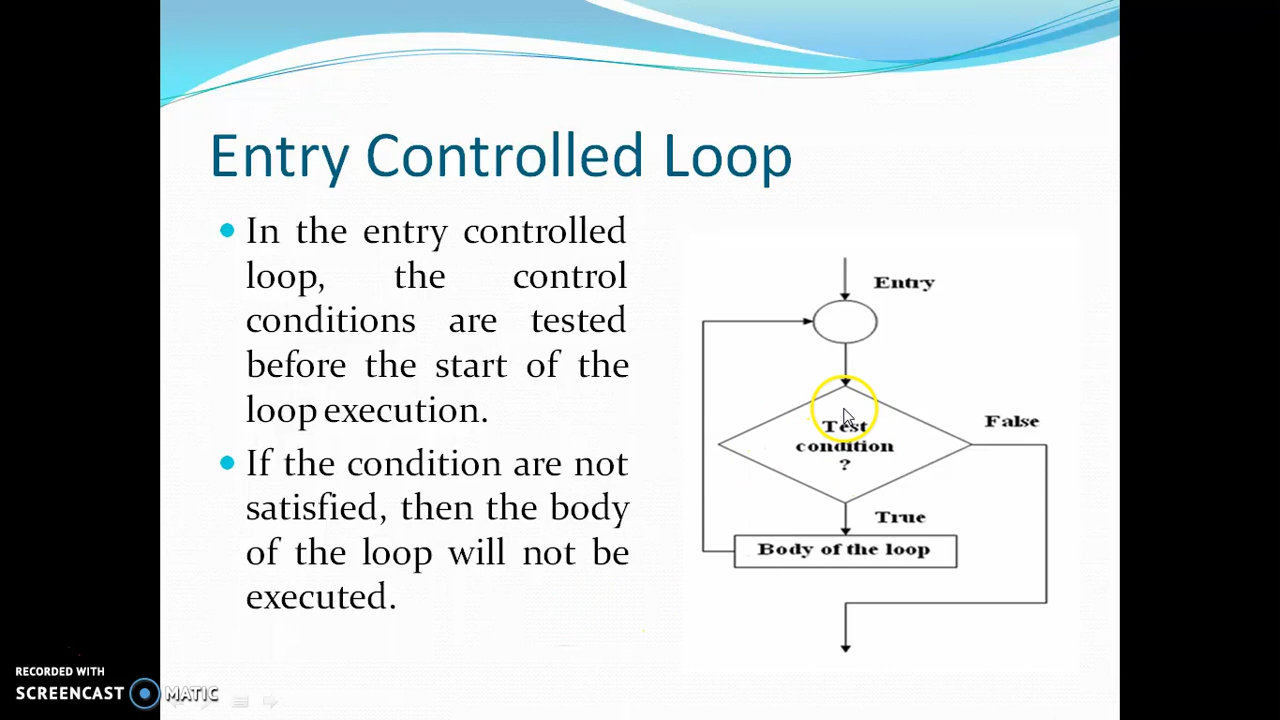 Entry Controlled Loop
In the entry controlled
loop, the control
conditions are tested
before the start of the
loop execution.
If the condition are not
satisfied, then the body
of the loop will not be
executed.
Entry
Test
condition
?
False
True
Body of the loop
RECORDED WITH
SCREENCAST MATIC